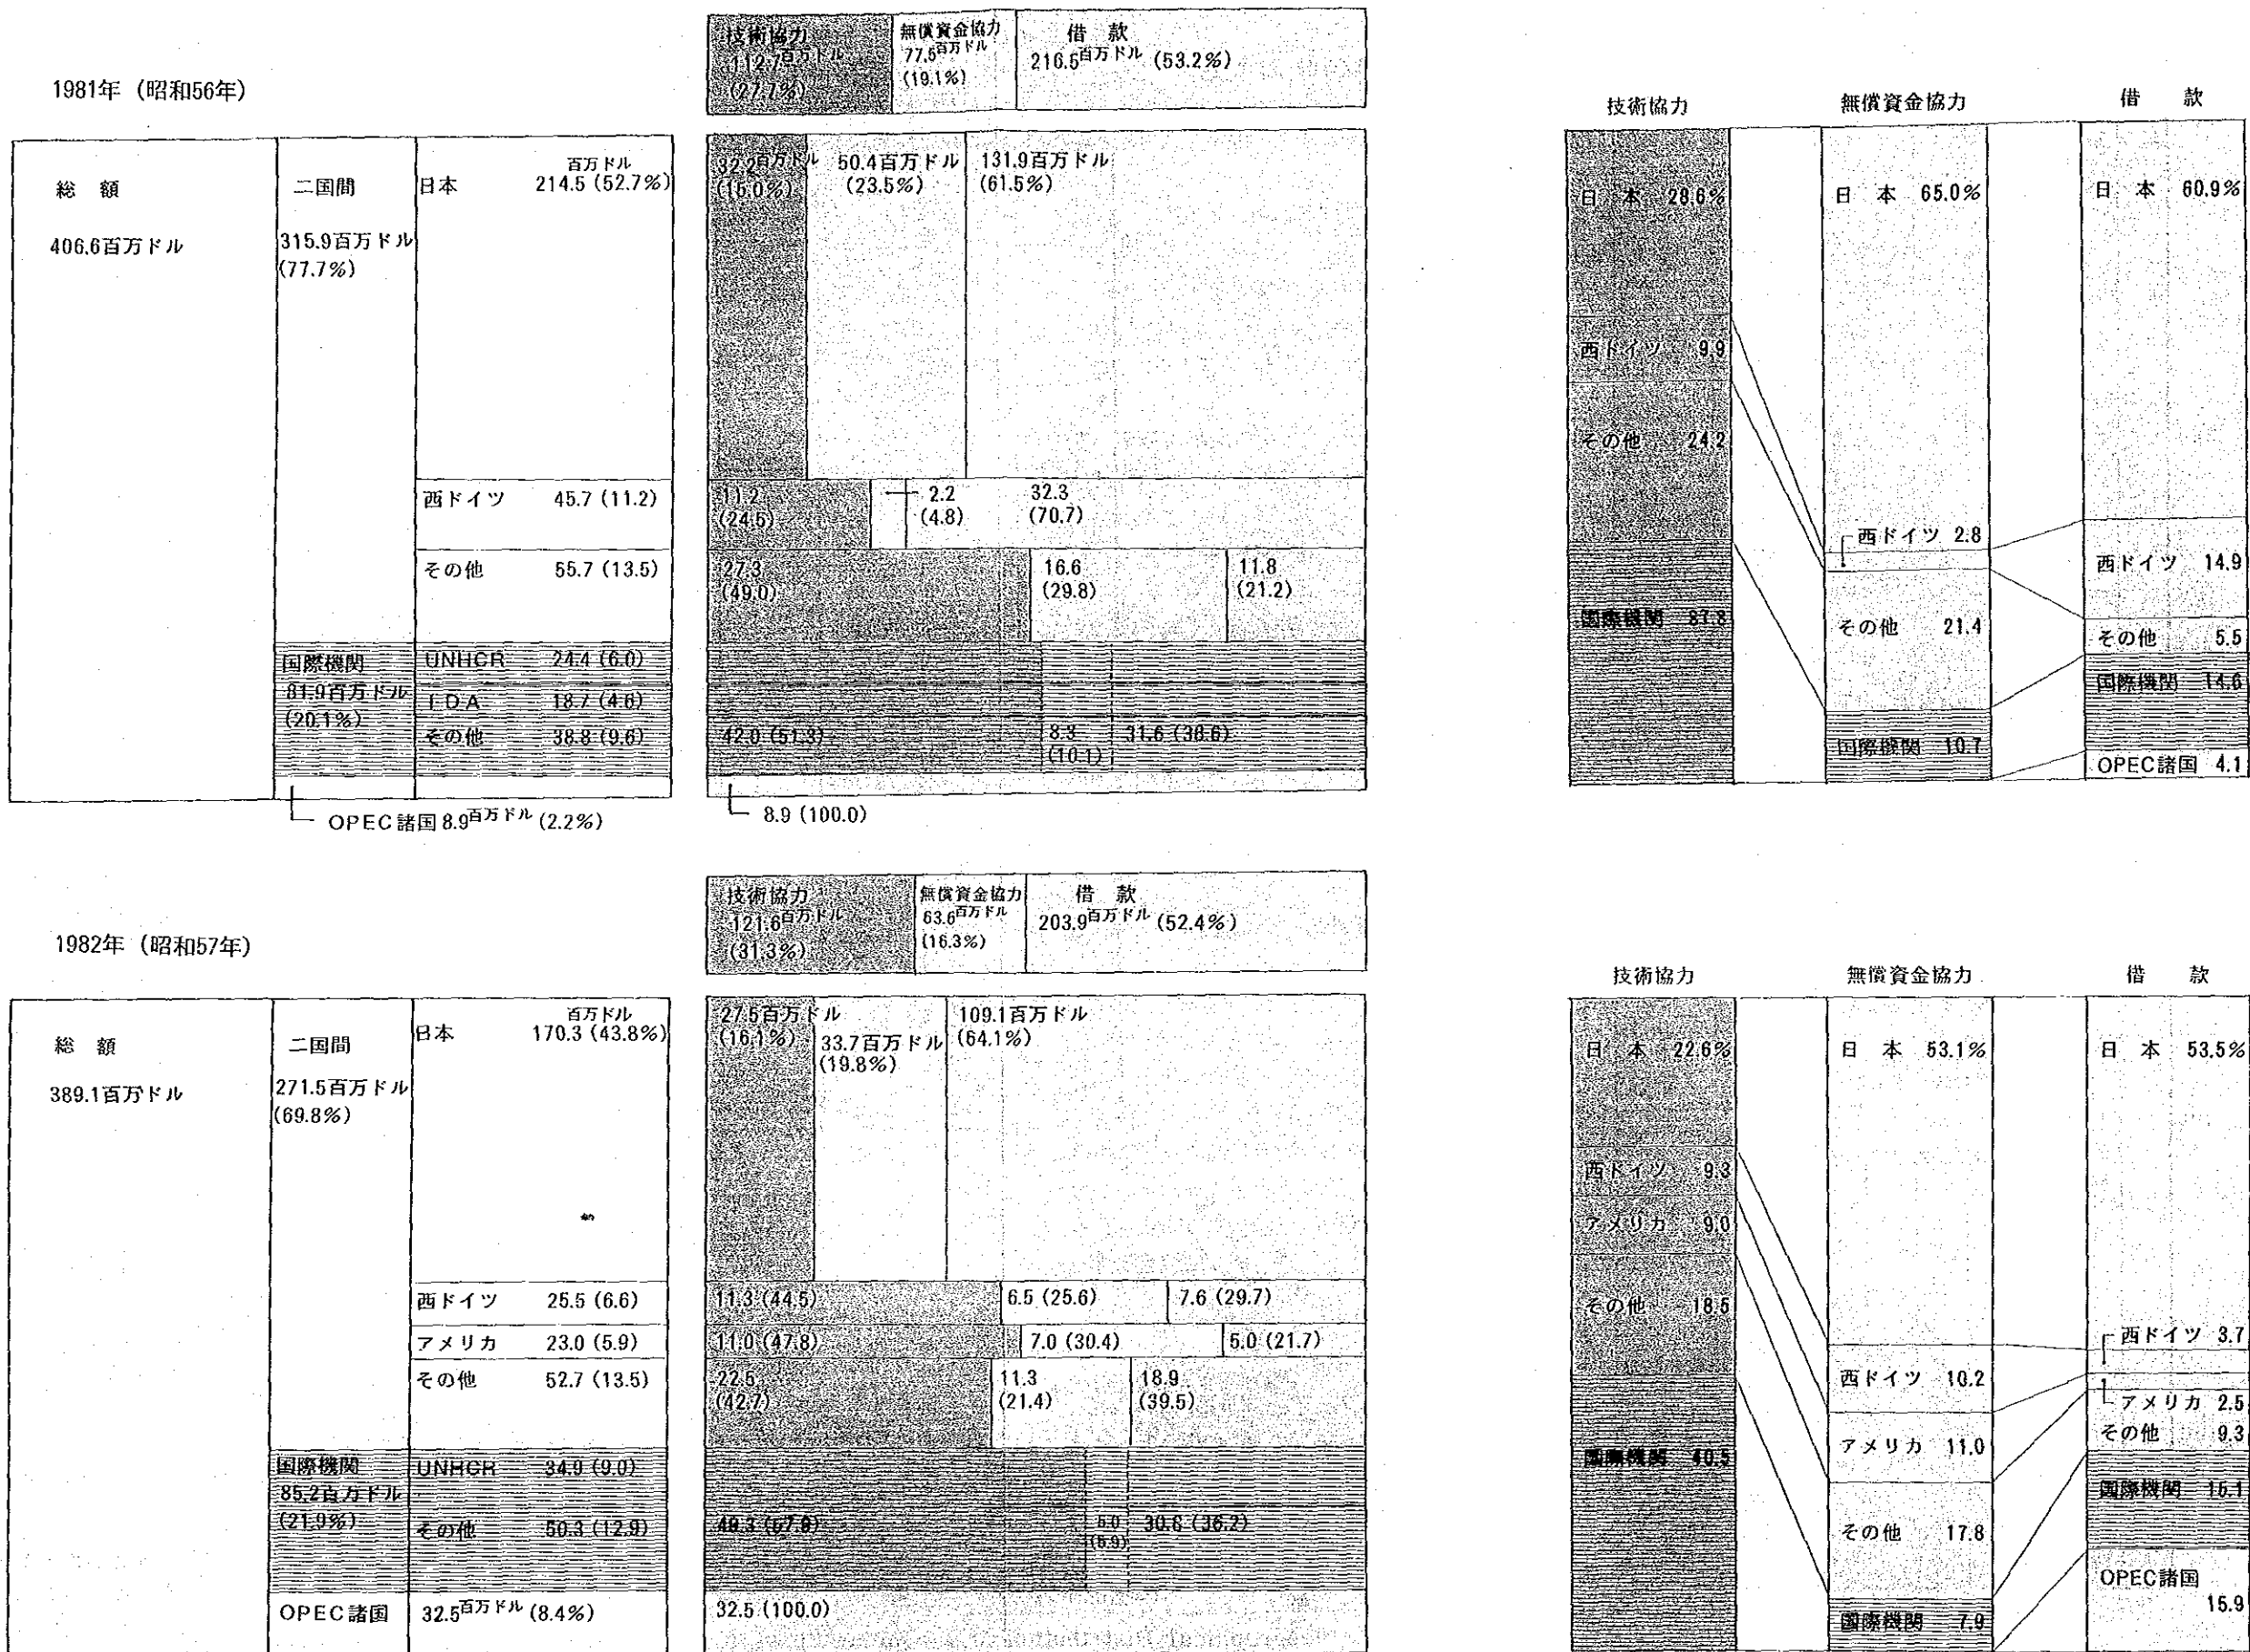 1981年 (昭和56年)
技術協力
112.7百万ドル
(27.7%)
無償資金協力
77.5百万ドル
(19.1%)
借 款
216.5百万ドル (53.2%)
総 額
406.6百万ドル
二国間
315.9百万ドル
(77.7%)
百万ドル
日本 214.5 (52.7%)
西ドイツ 45.7 (11.2)
その他 55.7 (13.5)
国際機関
81.9百万ドル
(20.1%)
UNHCR 24.4 (6.0)
IDA 18.7 (4.6)
その他 38.8 (9.6)
OPEC諸国 8.9百万ドル (2.2%)
32.2百万ドル
(15.0%)
50.4百万ドル
(23.5%)
131.9百万ドル
(61.5%)
11.2
(24.5)
2.2
(4.8)
32.3
(70.7)
27.3
(49.0)
16.6
(29.8)
11.8
(21.2)
42.0 (51.3)
8.3
(10.1)
31.6 (38.6)
8.9 (100.0)
技術協力
日 本 28.6%
西ドイツ 9.9
その他 24.2
国際機関
無償資金協力
日 本 65.0%
西ドイツ 2.8
その他 21.4
国際機関 10.7
借 款
日 本 60.9%
西ドイツ 14.9
その他 5.5
国際機関 14.6
OPEC諸国 4.1
1982年 (昭和57年)
技術協力
121.6百万ドル
(31.3%)
無償資金協力
63.6百万ドル
(16.3%)
借 款
203.9百万ドル (52.4%)
総 額
389.1百万ドル
二国間
271.5百万ドル
(69.8%)
百万ドル
日本 170.3 (43.8%)
西ドイツ 25.5 (6.6)
アメリカ 23.0 (5.9)
その他 52.7 (13.5)
国際機関
85.2百万ドル
(21.9%)
UNHCR 34.9 (9.0)
その他 50.3 (12.9)
OPEC諸国 32.5百万ドル (8.4%)
27.5百万ドル
(16.1%)
33.7百万ドル
(19.8%)
109.1百万ドル
(64.1%)
11.3 (44.5)
6.5 (25.6)
7.6 (29.7)
11.0 (47.8)
7.0 (30.4)
5.0 (21.7)
22.5
(42.7)
11.3
(21.4)
18.9
(39.5)
49.3 (57.9)
5.0
(5.9)
30.8 (36.2)
32.5 (100.0)
技術協力
日 本 22.6%
西ドイツ 9.3
アメリカ 9.0
その他 18.5
国際機関 40.5
無償資金協力
日 本 53.1%
西ドイツ 10.2
アメリカ 11.0
その他 17.8
国際機関 7.9
借 款
日 本 53.5%
西ドイツ 3.7
アメリカ 2.5
その他 9.3
国際機関 15.1
OPEC諸国
15.9